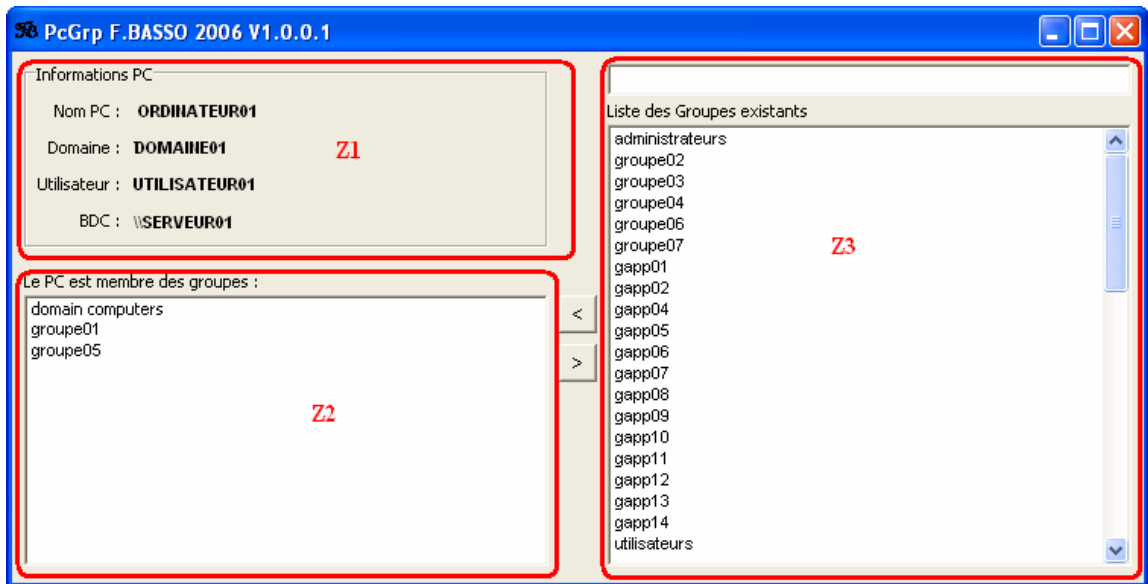 PcGrp F.BASSO 2006 V1.0.0.1
Informations PC
Nom PC : ORDINATEUR01
Domaine : DOMAINE01
Utilisateur : UTILISATEUR01
BDC : \\SERVEUR01
Z1
Le PC est membre des groupes :
domain computers
groupe01
groupe05
Z2
<
>
Liste des Groupes existants
administrateurs
groupe02
groupe03
groupe04
groupe06
groupe07
gapp01
gapp02
gapp04
gapp05
gapp06
gapp07
gapp08
gapp09
gapp10
gapp11
gapp12
gapp13
gapp14
utilisateurs
Z3